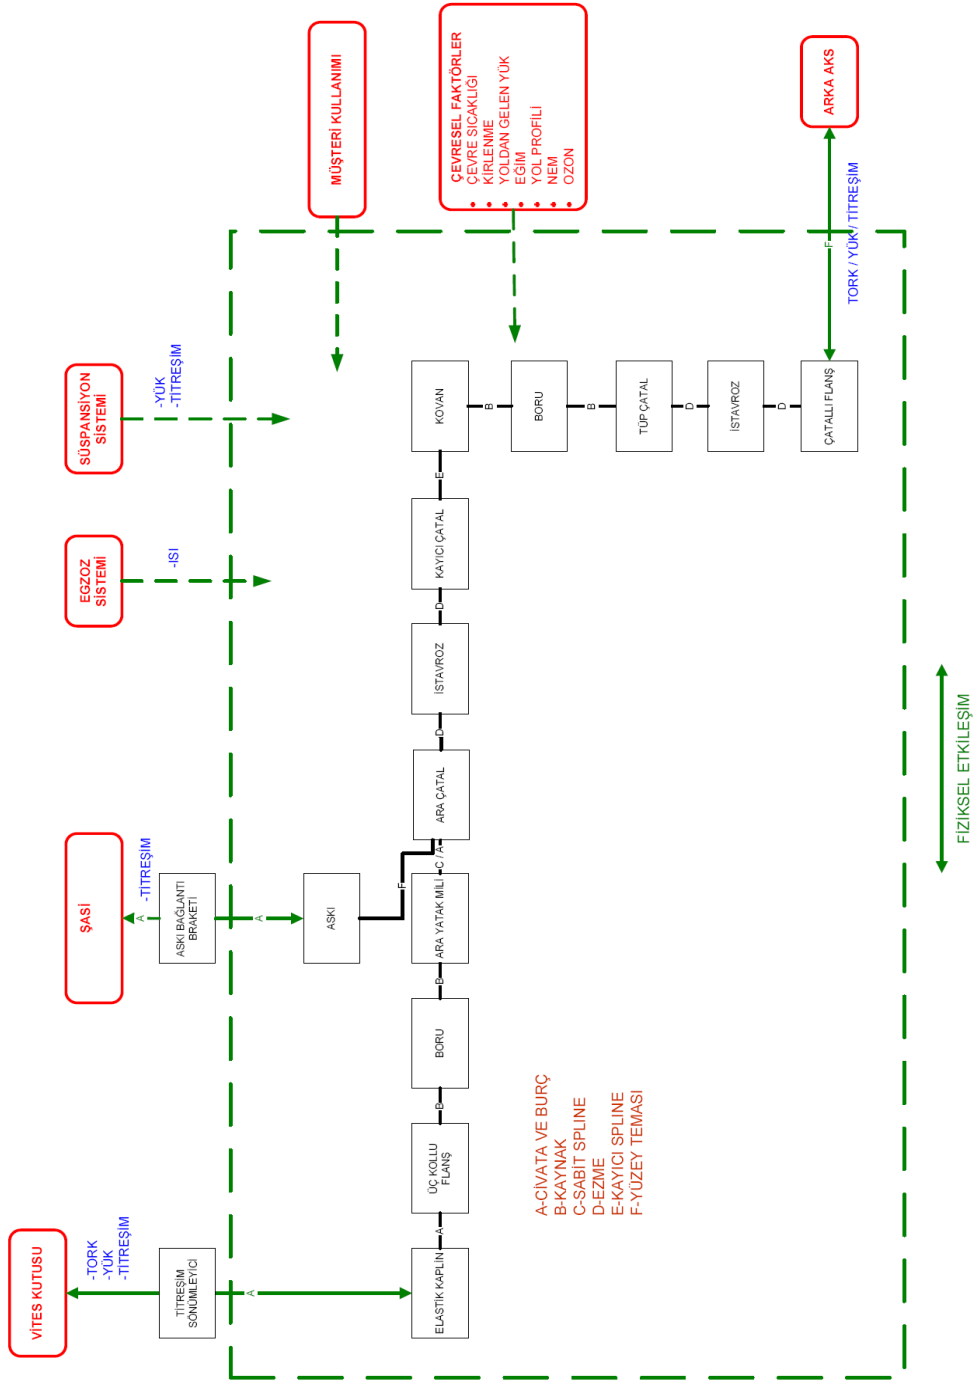 VİTES KUTUSU
-TORK
-YÜK
-TİTREŞİM
TİTREŞİM
SÖNÜMLEYİCİ
A
ŞASİ
A
-TİTREŞİM
ASKI BAĞLANTI
BRAKETİ
A
EGZOZ
SİSTEMİ
-ISI
SÜSPANSİYON
SİSTEMİ
-YÜK
-TİTREŞİM
MÜŞTERİ KULLANIMI
ÇEVRESEL FAKTÖRLER
• ÇEVRE SICAKLIĞI
• KİRLENME
• YOLDAN GELEN YÜK
• EĞİM
• YOL PROFİLİ
• NEM
• OZON
ASKI
F
ELASTİK KAPLİN
A
ÜÇ KOLLU
FLANŞ
B
BORU
B
ARA YATAK MİLİ
C / A
ARA ÇATAL
D
İSTAVROZ
D
KAYICI ÇATAL
E
KOVAN
B
BORU
B
TÜP ÇATAL
D
İSTAVROZ
D
ÇATALLI FLANŞ
F
TORK / YÜK / TİTREŞİM
ARKA AKS
A-CİVATA VE BURÇ
B-KAYNAK
C-SABİT SPLINE
D-EZME
E-KAYICI SPLINE
F-YÜZEY TEMASI
FİZİKSEL ETKİLEŞİM